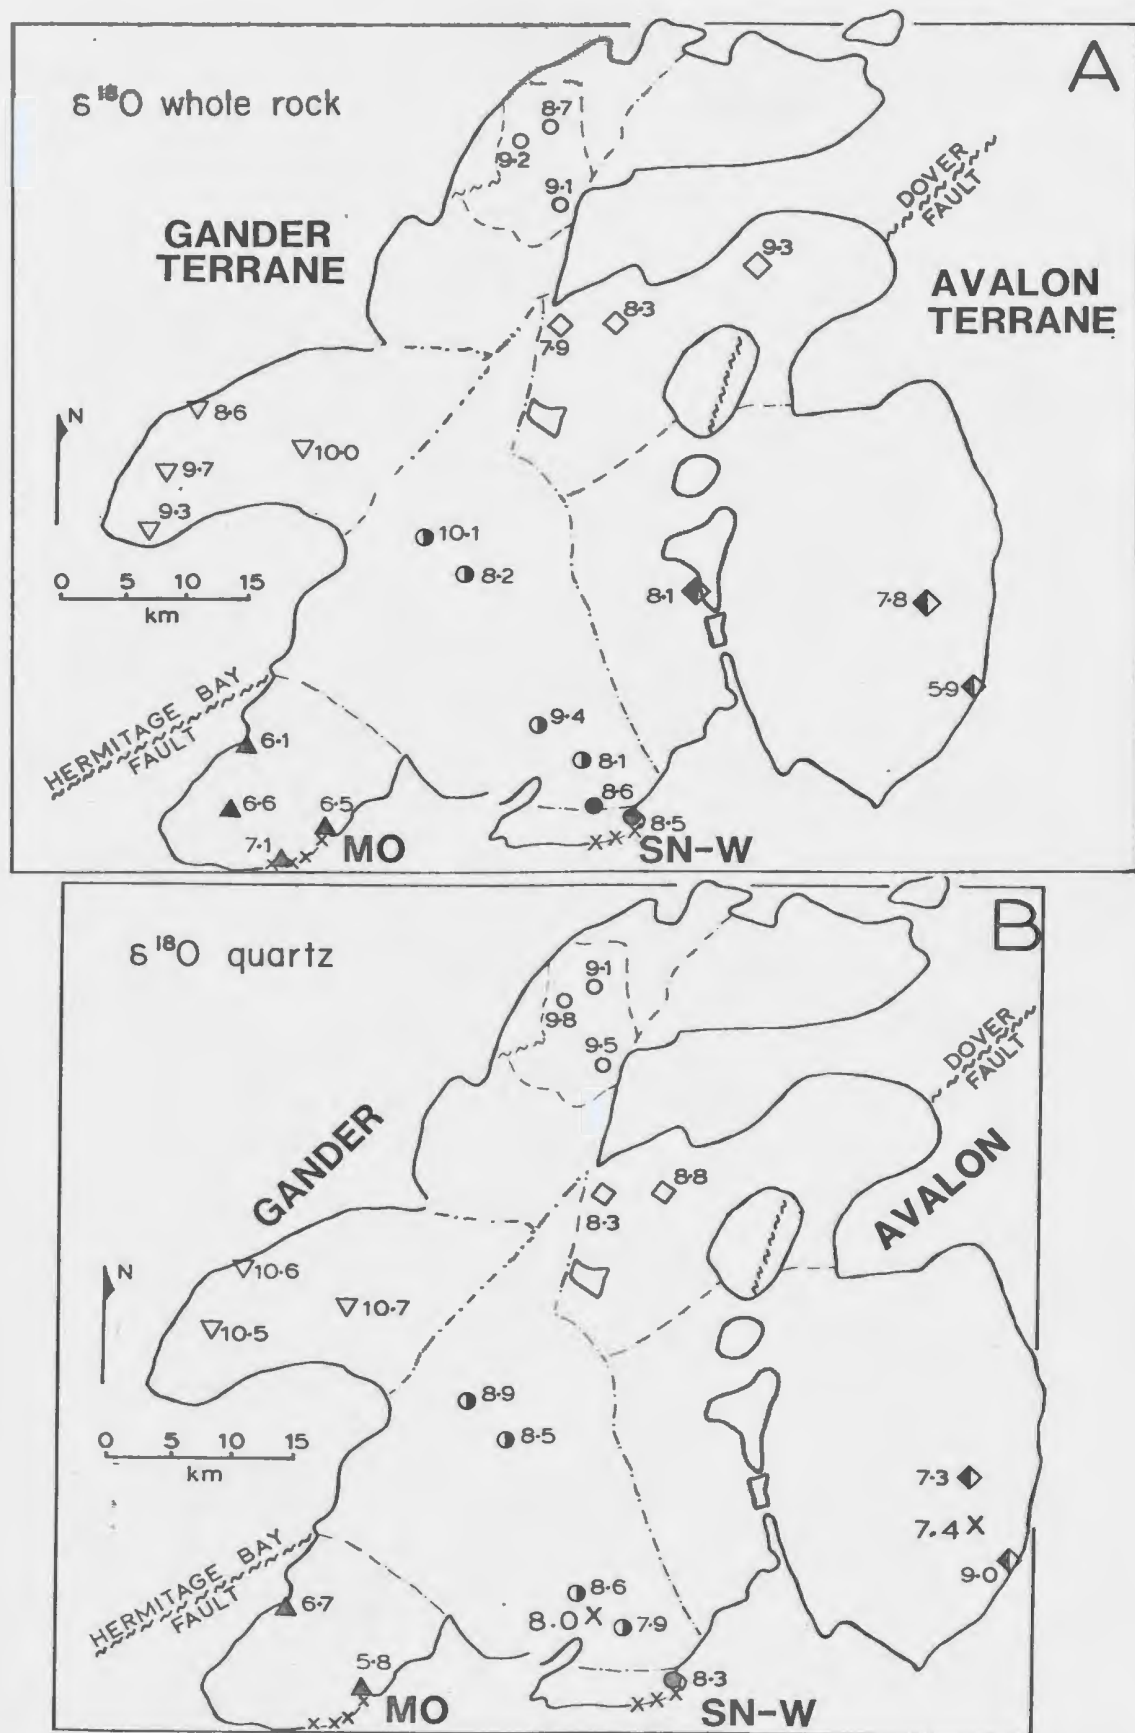 A
δ18O whole rock
8·7
9·2
9·1
DOVER
FAULT
GANDER
TERRANE
9·3
AVALON
TERRANE
8·3
7·9
N
8·6
10·0
9·7
9·3
10·1
8·2
0 5 10 15
km
8·1
7·8
5·9
HERMITAGE BAY
FAULT
9·4
6·1
8·1
6·6
6·5
8·6
8·5
7·1
MO
SN-W
B
δ18O quartz
9·1
9·8
9·5
DOVER
FAULT
GANDER
AVALON
8·8
8·3
N
10·6
10·7
10·5
8·9
8·5
0 5 10 15
km
7·3
7.4 X
9·0
HERMITAGE BAY
FAULT
8·6
6·7
8.0 X
7·9
5·8
8·3
MO
SN-W